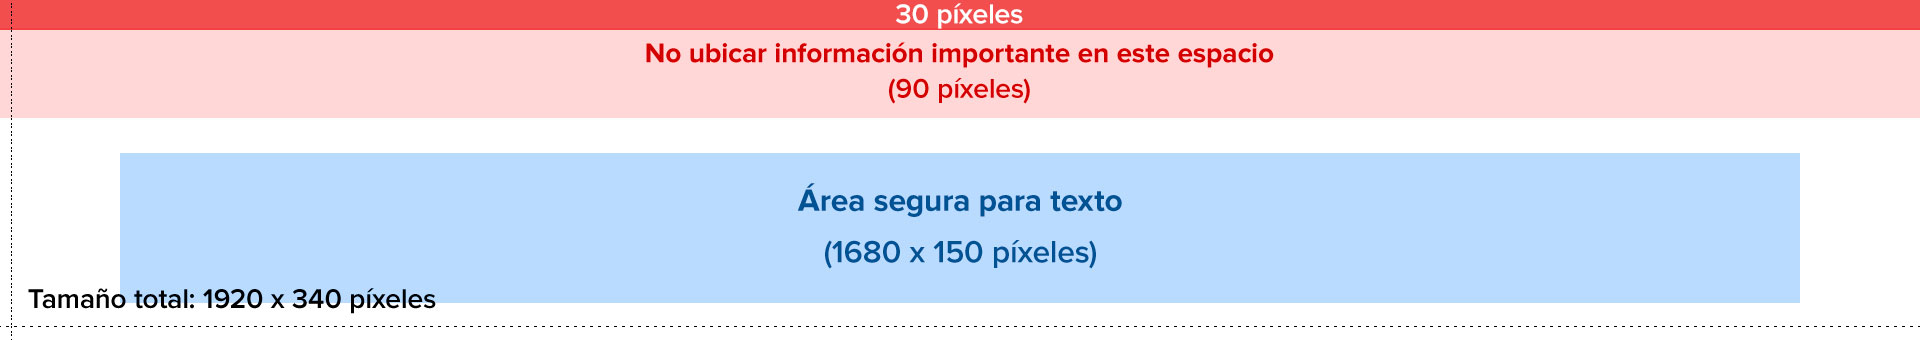 30 píxeles
No ubicar información importante en este espacio
(90 píxeles)
Área segura para texto
(1680 x 150 píxeles)
Tamaño total: 1920 x 340 píxeles